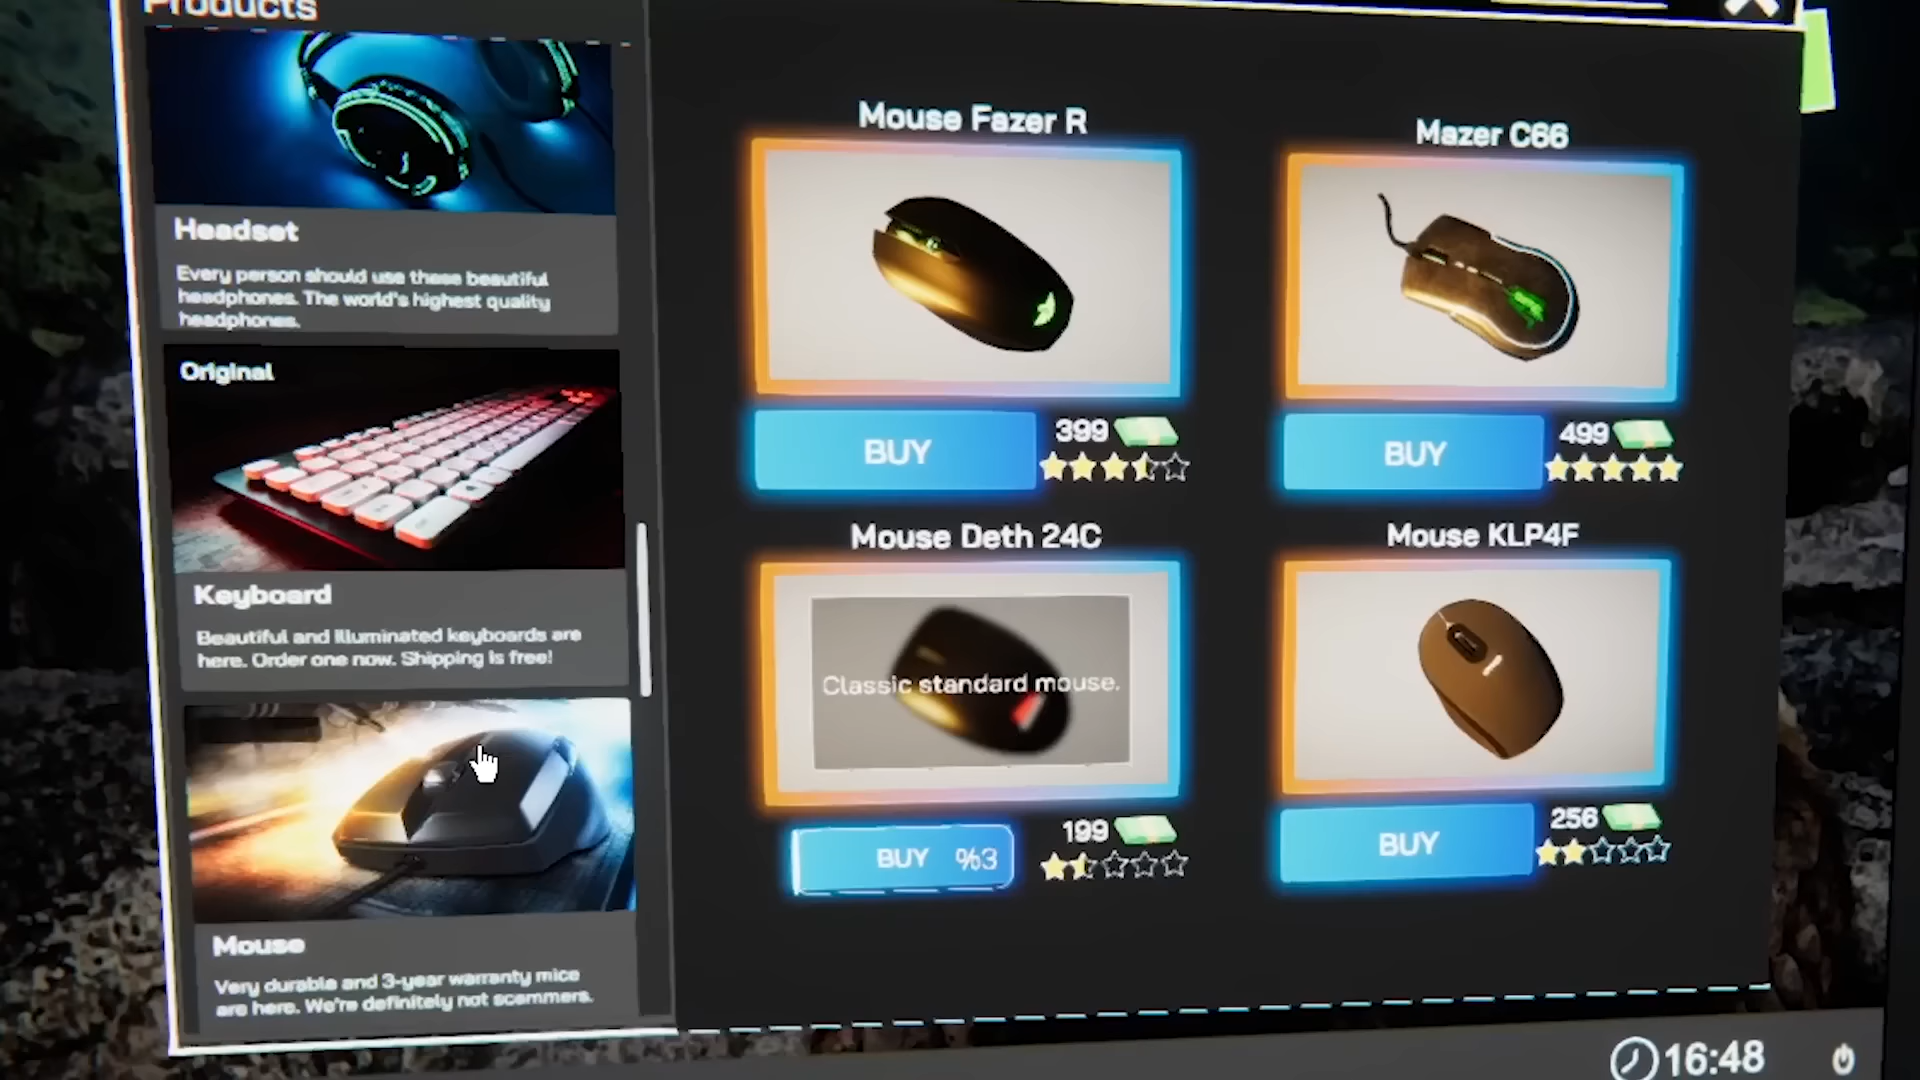 Products
Headset
Every person should use these beautiful
headphones. The world's highest quality
headphones.
Original
Keyboard
Beautiful and illuminated keyboards are
here. Order one now. Shipping is free!
Mouse
Very durable and 3-year warranty mice
are here. We're definitely not scammers.
Mouse Fazer R
BUY
399
Mazer C66
BUY
499
Mouse Deth 24C
Classic standard mouse.
BUY %3
199
Mouse KLP4F
BUY
256
16:48